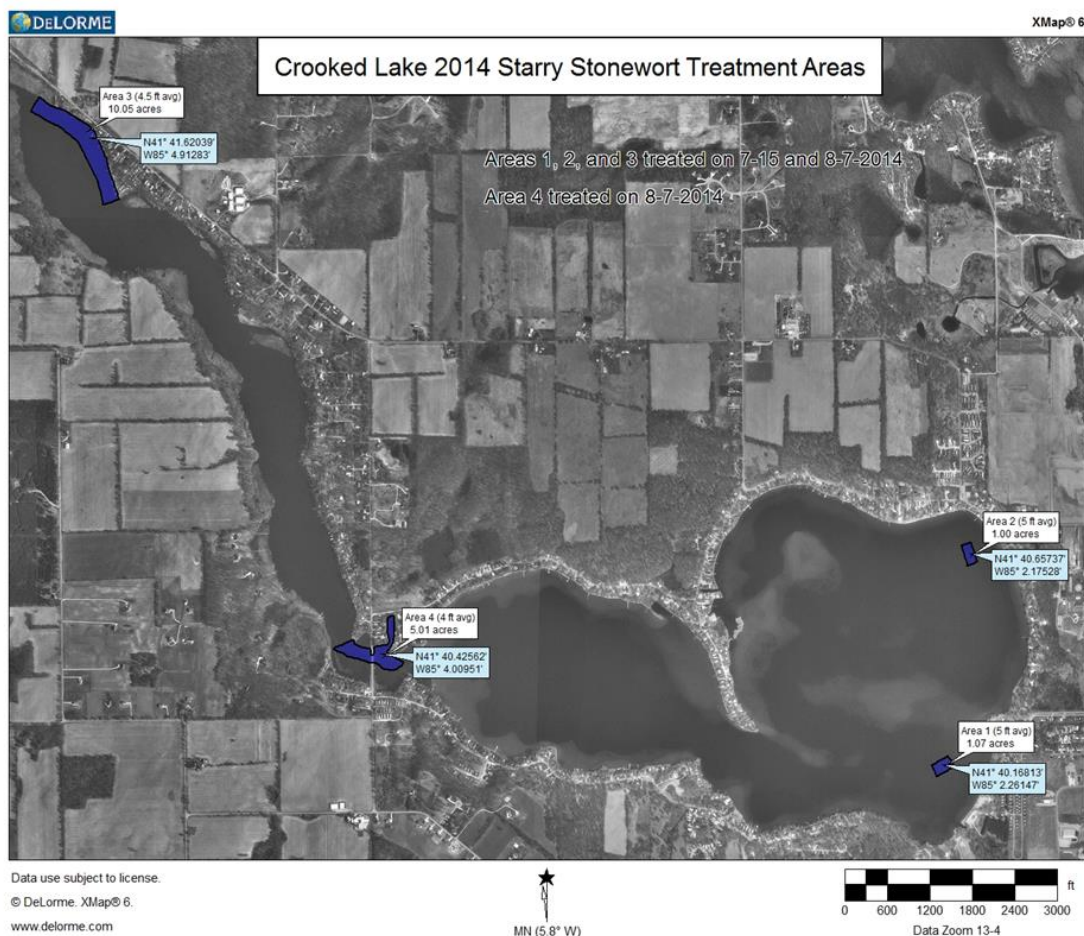 DELORME
XMap® 6
Crooked Lake 2014 Starry Stonewort Treatment Areas
Area 3 (4.5 ft avg)
10.05 acres
N41° 41.62039'
W85° 4.91283'
Areas 1, 2, and 3 treated on 7-15 and 8-7-2014
Area 4 treated on 8-7-2014
Area 2 (5 ft avg)
1.00 acres
N41° 40.65737'
W85° 2.17528'
Area 4 (4 ft avg)
5.01 acres
N41° 40.42562'
W85° 4.00951'
Area 1 (5 ft avg)
1.07 acres
N41° 40.16813'
W85° 2.26147'
Data use subject to license.
© DeLorme. XMap® 6.
www.delorme.com
N
MN (5.8° W)
ft
0 600 1200 1800 2400 3000
Data Zoom 13-4